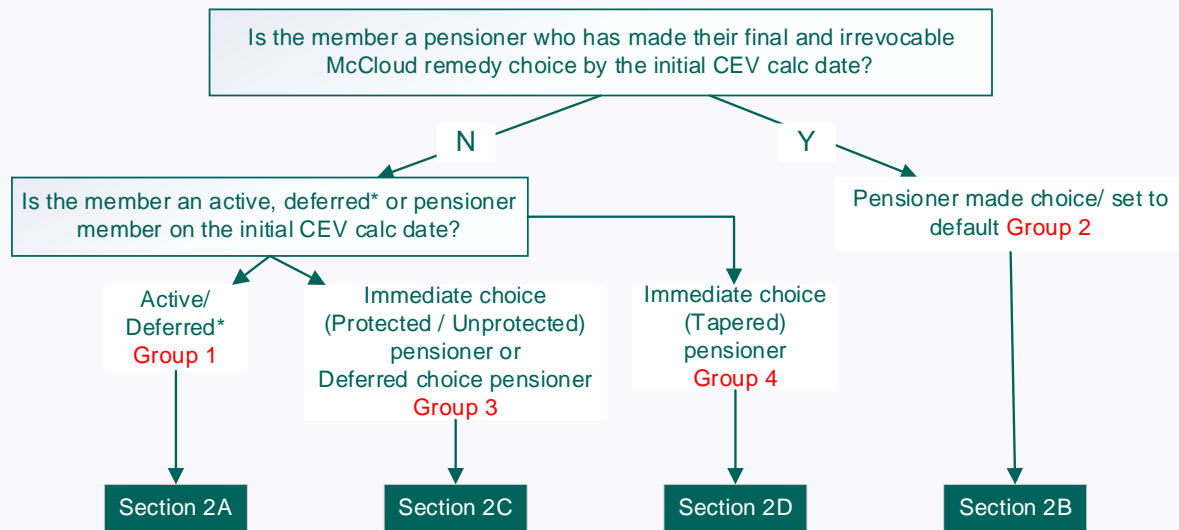 Is the member a pensioner who has made their final and irrevocable
McCloud remedy choice by the initial CEV calc date?
N
Y
Is the member an active, deferred* or pensioner
member on the initial CEV calc date?
Pensioner made choice/ set to
default Group 2
Active/
Deferred*
Group 1
Immediate choice
(Protected / Unprotected)
pensioner or
Deferred choice pensioner
Group 3
Immediate choice
(Tapered)
pensioner
Group 4
Section 2A
Section 2C
Section 2D
Section 2B